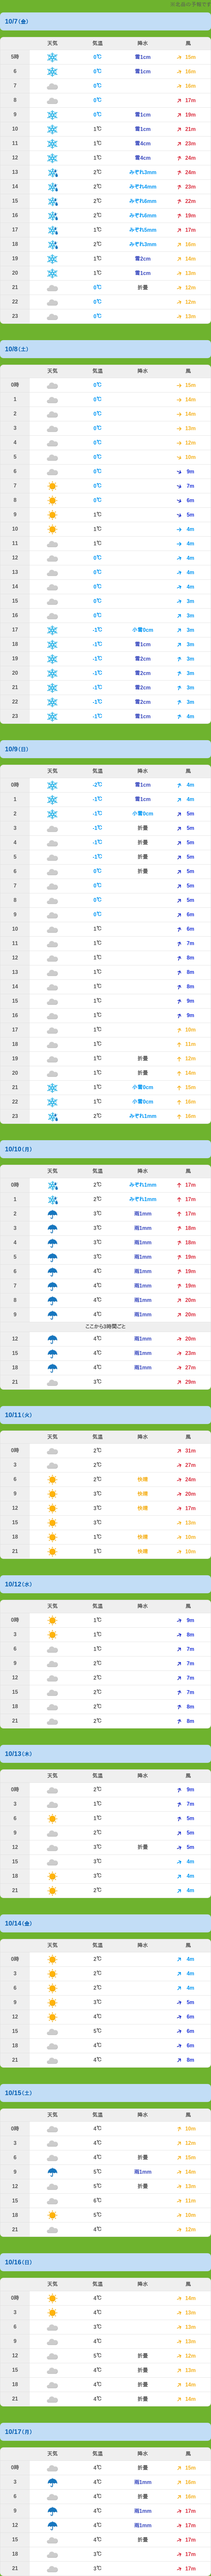 ※名曲の予報です
10/7(金)
天気 気温 降水 風
5時 0℃ 雪1cm 15m
6 0℃ 雪1cm 16m
7 0℃ 16m
8 0℃ 17m
9 0℃ 雪1cm 19m
10 1℃ 雪1cm 21m
11 1℃ 雪4cm 23m
12 1℃ 雪4cm 24m
13 2℃ みぞれ3mm 24m
14 2℃ みぞれ4mm 23m
15 2℃ みぞれ6mm 22m
16 2℃ みぞれ6mm 19m
17 1℃ みぞれ5mm 17m
18 2℃ みぞれ3mm 16m
19 1℃ 雪2cm 14m
20 1℃ 雪1cm 13m
21 0℃ 折畳 12m
22 0℃ 12m
23 0℃ 13m
10/8(土)
天気 気温 降水 風
0時 0℃ 15m
1 0℃ 14m
2 0℃ 14m
3 0℃ 13m
4 0℃ 12m
5 0℃ 10m
6 0℃ 9m
7 0℃ 7m
8 0℃ 6m
9 1℃ 5m
10 1℃ 4m
11 1℃ 4m
12 0℃ 4m
13 0℃ 4m
14 0℃ 4m
15 0℃ 3m
16 0℃ 3m
17 -1℃ 小雪0cm 3m
18 -1℃ 雪1cm 3m
19 -1℃ 雪2cm 3m
20 -1℃ 雪2cm 3m
21 -1℃ 雪2cm 3m
22 -1℃ 雪2cm 3m
23 -1℃ 雪1cm 4m
10/9(日)
天気 気温 降水 風
0時 -2℃ 雪1cm 4m
1 -1℃ 雪1cm 4m
2 -1℃ 小雪0cm 5m
3 -1℃ 折畳 5m
4 -1℃ 折畳 5m
5 -1℃ 折畳 5m
6 0℃ 折畳 5m
7 0℃ 5m
8 0℃ 5m
9 0℃ 6m
10 1℃ 6m
11 1℃ 7m
12 1℃ 8m
13 1℃ 8m
14 1℃ 8m
15 1℃ 9m
16 1℃ 9m
17 1℃ 10m
18 1℃ 11m
19 1℃ 折畳 12m
20 1℃ 折畳 14m
21 1℃ 小雪0cm 15m
22 1℃ 小雪0cm 16m
23 2℃ みぞれ1mm 16m
10/10(月)
天気 気温 降水 風
0時 2℃ みぞれ1mm 17m
1 2℃ みぞれ1mm 17m
2 3℃ 雨1mm 17m
3 3℃ 雨1mm 18m
4 3℃ 雨1mm 18m
5 3℃ 雨1mm 19m
6 4℃ 雨1mm 19m
7 4℃ 雨1mm 19m
8 4℃ 雨1mm 20m
9 4℃ 雨1mm 20m
ここから3時間ごと
12 4℃ 雨1mm 20m
15 4℃ 雨1mm 23m
18 4℃ 雨1mm 27m
21 3℃ 29m
10/11(火)
天気 気温 降水 風
0時 2℃ 31m
3 2℃ 27m
6 2℃ 快晴 24m
9 3℃ 快晴 20m
12 3℃ 快晴 17m
15 3℃ 13m
18 1℃ 快晴 10m
21 1℃ 快晴 10m
10/12(水)
天気 気温 降水 風
0時 1℃ 9m
3 1℃ 8m
6 1℃ 7m
9 2℃ 7m
12 2℃ 7m
15 2℃ 7m
18 2℃ 8m
21 2℃ 8m
10/13(木)
天気 気温 降水 風
0時 2℃ 9m
3 1℃ 7m
6 1℃ 5m
9 2℃ 5m
12 3℃ 折畳 5m
15 3℃ 4m
18 3℃ 4m
21 2℃ 4m
10/14(金)
天気 気温 降水 風
0時 2℃ 4m
3 2℃ 4m
6 2℃ 4m
9 3℃ 5m
12 4℃ 6m
15 5℃ 6m
18 4℃ 6m
21 4℃ 8m
10/15(土)
天気 気温 降水 風
0時 4℃ 10m
3 4℃ 12m
6 4℃ 折畳 15m
9 5℃ 雨1mm 14m
12 5℃ 折畳 13m
15 6℃ 11m
18 5℃ 10m
21 4℃ 12m
10/16(日)
天気 気温 降水 風
0時 4℃ 14m
3 4℃ 13m
6 3℃ 13m
9 4℃ 13m
12 5℃ 折畳 12m
15 4℃ 折畳 13m
18 4℃ 折畳 14m
21 4℃ 折畳 14m
10/17(月)
天気 気温 降水 風
0時 4℃ 折畳 15m
3 4℃ 雨1mm 16m
6 4℃ 折畳 16m
9 4℃ 雨1mm 17m
12 4℃ 雨1mm 17m
15 4℃ 折畳 17m
18 3℃ 17m
21 3℃ 17m